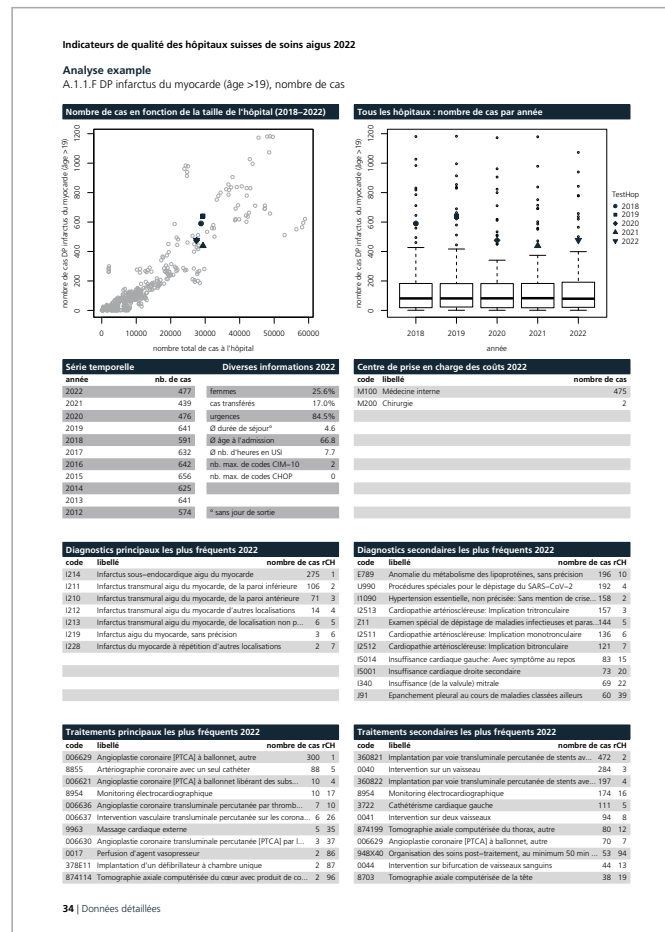 Indicateurs de qualité des hôpitaux suisses de soins aigus 2022
Analyse example
A.1.1.F DP infarctus du myocarde (âge >19), nombre de cas
Nombre de cas en fonction de la taille de l'hôpital (2018–2022)
nombre de cas DP infarctus du myocarde (âge >19)
0 200 400 600 800 1000 1200
0 10000 20000 30000 40000 50000 60000
nombre total de cas à l'hôpital
Tous les hôpitaux : nombre de cas par année
nombre de cas DP infarctus du myocarde (âge >19)
0 200 400 600 800 1000 1200
2018 2019 2020 2021 2022
année
TestHop
2018
2019
2020
2021
2022
Série temporelle
année nb. de cas
2022 477
2021 439
2020 476
2019 641
2018 591
2017 632
2016 642
2015 656
2014 625
2013 641
2012 574
Diverses informations 2022
femmes 25.6%
cas transférés 17.0%
urgences 84.5%
Ø durée de séjour° 4.6
Ø âge à l'admission 66.8
Ø nb. d'heures en USI 7.7
nb. max. de codes CIM–10 2
nb. max. de codes CHOP 0
° sans jour de sortie
Centre de prise en charge des coûts 2022
code libellé nombre de cas
M100 Médecine interne 475
M200 Chirurgie 2
Diagnostics principaux les plus fréquents 2022
code libellé nombre de cas rCH
I214 Infarctus sous–endocardique aigu du myocarde 275 1
I211 Infarctus transmural aigu du myocarde, de la paroi inférieure 106 2
I210 Infarctus transmural aigu du myocarde, de la paroi antérieure 71 3
I212 Infarctus transmural aigu du myocarde d'autres localisations 14 4
I213 Infarctus transmural aigu du myocarde, de localisation non p... 6 5
I219 Infarctus aigu du myocarde, sans précision 3 6
I228 Infarctus du myocarde à répétition d'autres localisations 2 7
Diagnostics secondaires les plus fréquents 2022
code libellé nombre de cas rCH
E789 Anomalie du métabolisme des lipoprotéines, sans précision 196 10
U990 Procédures spéciales pour le dépistage du SARS–CoV–2 192 4
I1090 Hypertension essentielle, non précisée: Sans mention de crise... 158 2
I2513 Cardiopathie artérioscléreuse: Implication tritronculaire 157 3
Z11 Examen spécial de dépistage de maladies infectieuses et paras... 144 5
I2511 Cardiopathie artérioscléreuse: Implication monotronculaire 136 6
I2512 Cardiopathie artérioscléreuse: Implication bitronculaire 121 7
I5014 Insuffisance cardiaque gauche: Avec symptôme au repos 83 15
I5001 Insuffisance cardiaque droite secondaire 73 20
I340 Insuffisance (de la valvule) mitrale 69 22
J91 Epanchement pleural au cours de maladies classées ailleurs 60 39
Traitements principaux les plus fréquents 2022
code libellé nombre de cas rCH
006629 Angioplastie coronaire [PTCA] à ballonnet, autre 300 1
8855 Artériographie coronaire avec un seul cathéter 88 5
006621 Angioplastie coronaire [PTCA] à ballonnet libérant des subs... 10 4
8954 Monitoring électrocardiographique 10 17
006636 Angioplastie coronaire transluminale percutanée par thromb... 7 10
006637 Intervention vasculaire transluminale percutanée sur les corona... 6 26
9963 Massage cardiaque externe 5 35
006630 Angioplastie coronaire transluminale percutanée [PTCA] par l... 3 37
0017 Perfusion d'agent vasopresseur 2 86
378E11 Implantation d'un défibrillateur à chambre unique 2 87
874114 Tomographie axiale computérisée du cœur avec produit de co... 2 96
Traitements secondaires les plus fréquents 2022
code libellé nombre de cas rCH
360821 Implantation par voie transluminale percutanée de stents av... 472 2
0040 Intervention sur un vaisseau 284 3
360822 Implantation par voie transluminale percutanée de stents ave... 197 4
8954 Monitoring électrocardiographique 174 16
3722 Cathétérisme cardiaque gauche 111 5
0041 Intervention sur deux vaisseaux 94 8
874199 Tomographie axiale computérisée du thorax, autre 80 12
006629 Angioplastie coronaire [PTCA] à ballonnet, autre 70 7
948X40 Organisation des soins post–traitement, au minimum 50 min ... 53 94
0044 Intervention sur bifurcation de vaisseaux sanguins 44 13
8703 Tomographie axiale computérisée de la tête 38 19
34 | Données détaillées